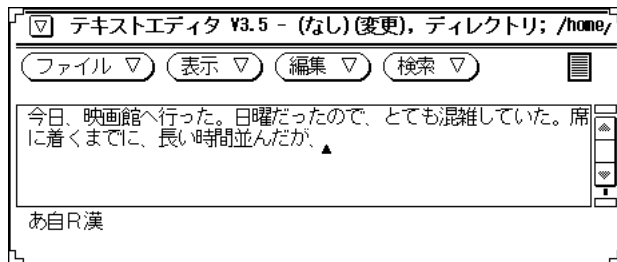 テキストエディタ V3.5 - (なし)(変更), ディレクトリ; /home/
ファイル 表示 編集 検索
今日、映画館へ行った。日曜だったので、とても混雑していた。席
に着くまでに、長い時間並んだが、
あ自R漢